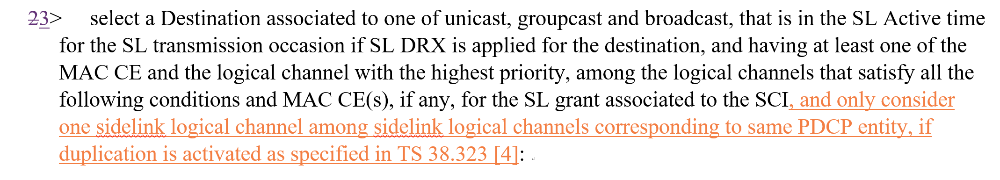 23> select a Destination associated to one of unicast, groupcast and broadcast, that is in the SL Active time
for the SL transmission occasion if SL DRX is applied for the destination, and having at least one of the
MAC CE and the logical channel with the highest priority, among the logical channels that satisfy all the
following conditions and MAC CE(s), if any, for the SL grant associated to the SCI, and only consider
one sidelink logical channel among sidelink logical channels corresponding to same PDCP entity, if
duplication is activated as specified in TS 38.323 [4]: